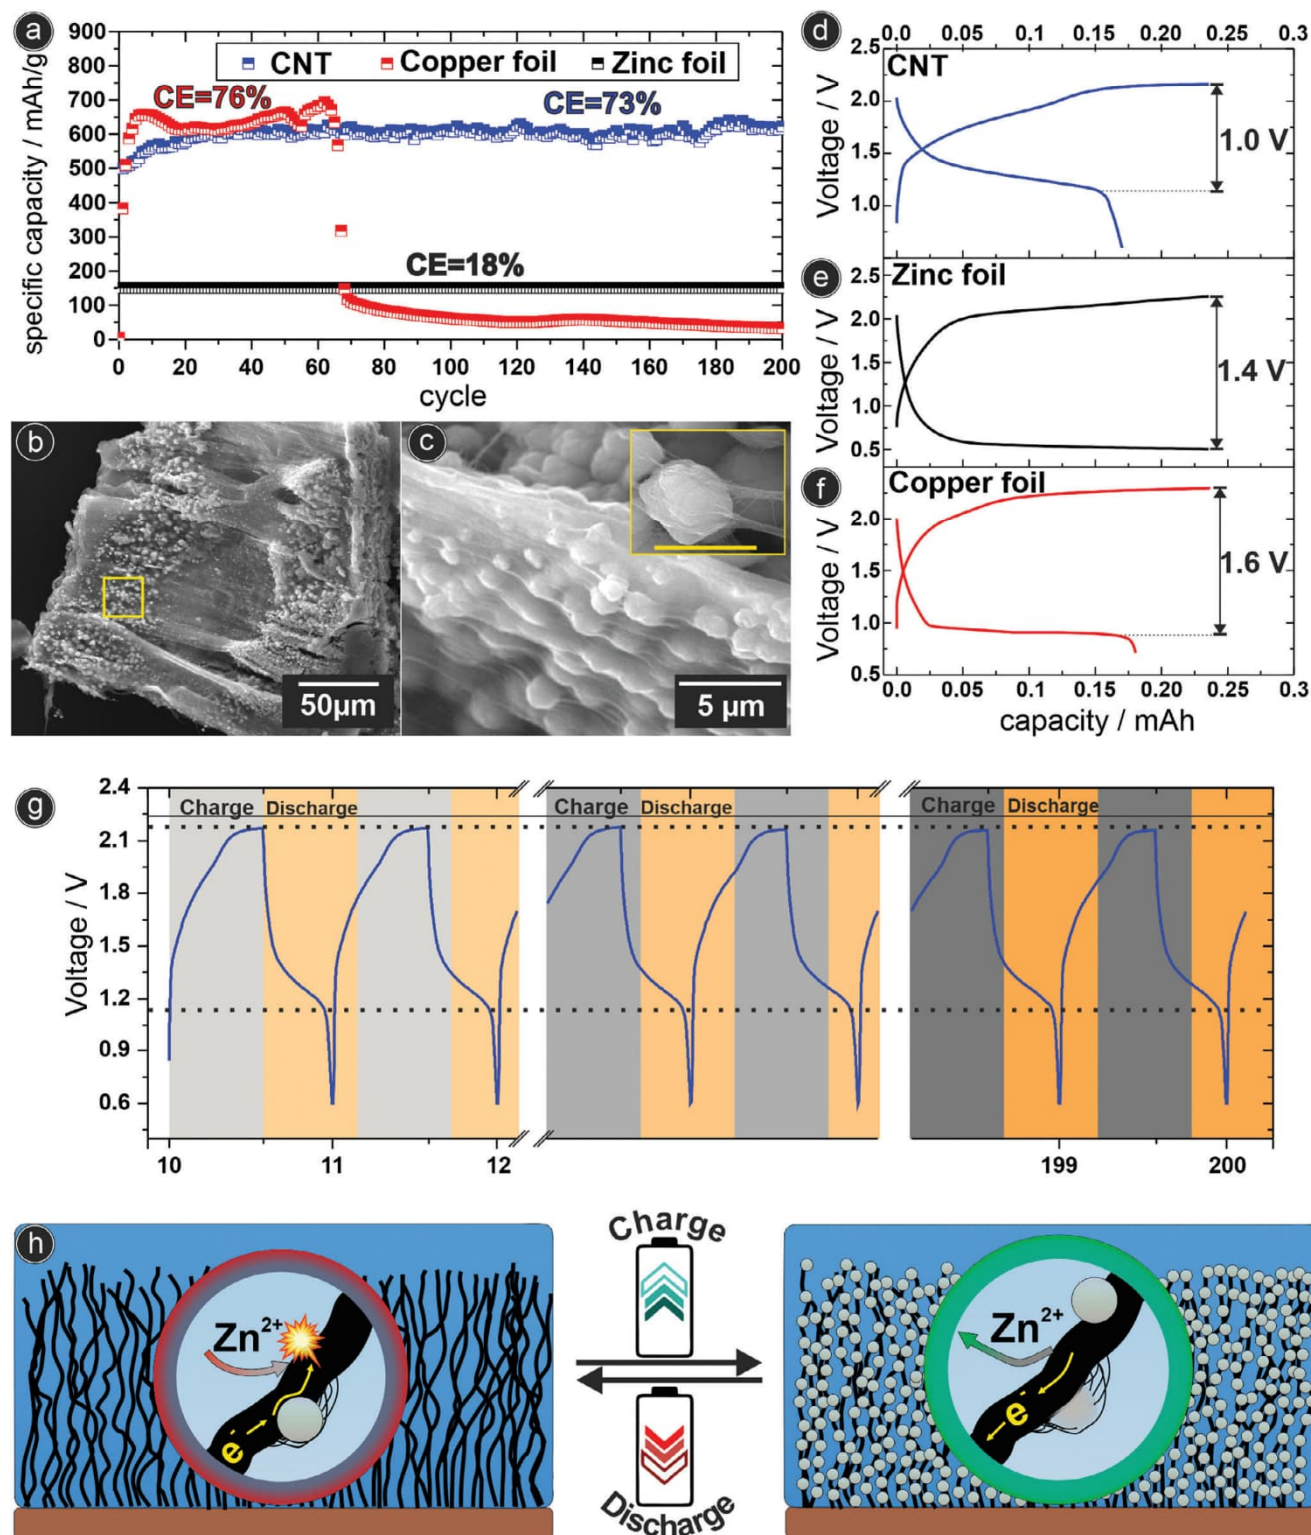 a
900
800
700
600
500
400
300
200
100
0
specific capacity / mAh/g
CNT
Copper foil
Zinc foil
CE=76%
CE=73%
CE=18%
0 20 40 60 80 100 120 140 160 180 200
cycle
b
50µm
c
5 µm
d
0.0 0.05 0.10 0.15 0.20 0.25 0.3
CNT
2.5
2.0
1.5
1.0
Voltage / V
1.0 V
e
Zinc foil
2.5
2.0
1.5
1.0
0.5
Voltage / V
1.4 V
f
Copper foil
2.0
1.5
1.0
0.5
Voltage / V
1.6 V
0.0 0.05 0.10 0.15 0.20 0.25 0.3
capacity / mAh
g
2.4
2.1
1.8
1.5
1.2
0.9
0.6
Voltage / V
Charge Discharge Charge Discharge Charge Discharge
10 11 12 199 200
h
Zn2+
e-
Charge
Discharge
Zn2+
e-